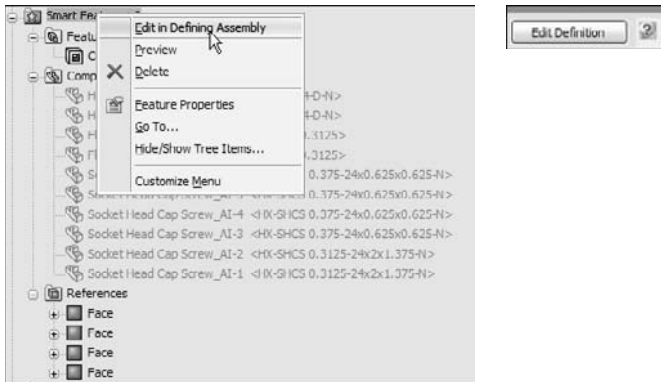 Smart Fea
Edit in Defining Assembly
Featu
Preview
C
Delete
Comp
H 4-D-N>
Feature Properties
H 4-D-N>
Go To...
H .3125>
Hide/Show Tree Items...
.3125>
S 0.375-24x0.625x0.625-N>
Customize Menu
0.375-24x0.625x0.625-N>
Socket Head Cap Screw_AI-4 <HX-SHCS 0.375-24x0.625x0.625-N>
Socket Head Cap Screw_AI-3 <HX-SHCS 0.375-24x0.625x0.625-N>
Socket Head Cap Screw_AI-2 <HX-SHCS 0.3125-24x2x1.375-N>
Socket Head Cap Screw_AI-1 <HX-SHCS 0.3125-24x2x1.375-N>
References
Face
Face
Face
Face
Edit Definition ?